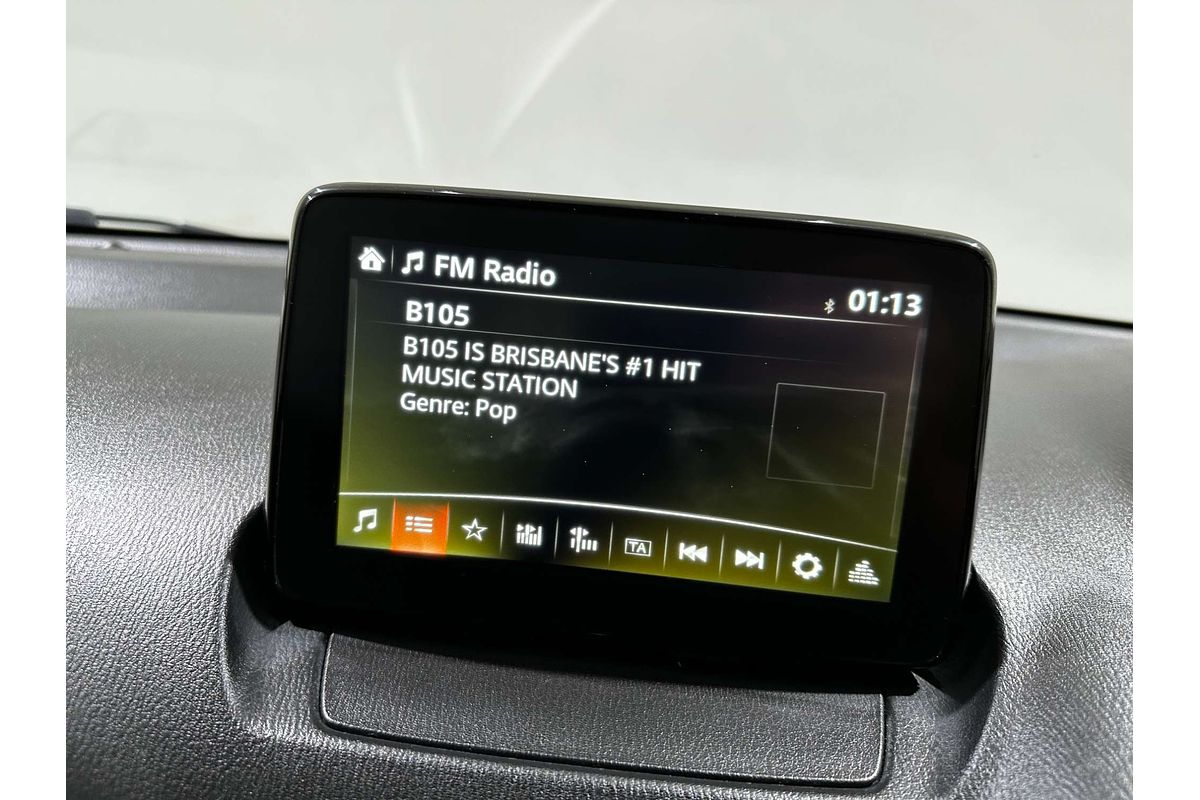 FM Radio
01:13
B105
B105 IS BRISBANE'S #1 HIT
MUSIC STATION
Genre: Pop
TA